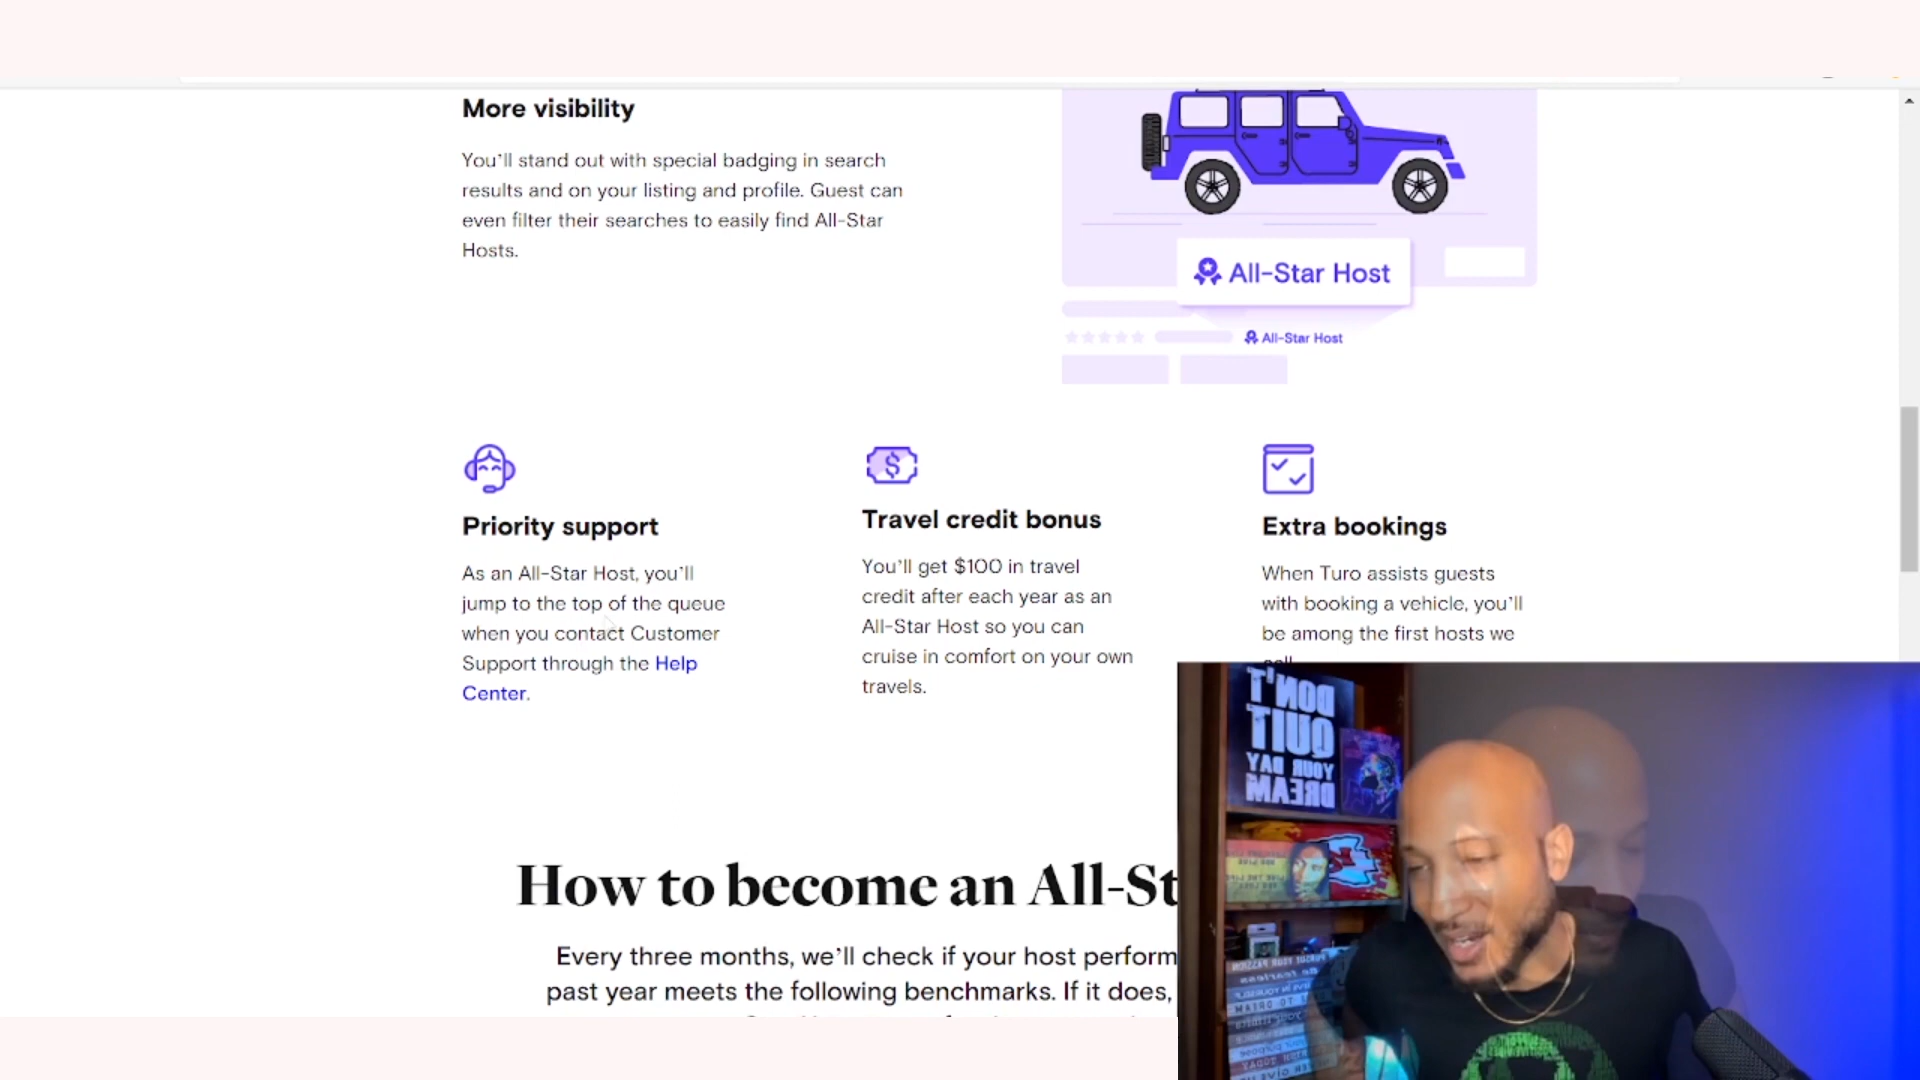 More visibility
You'll stand out with special badging in search
results and on your listing and profile. Guest can
even filter their searches to easily find All-Star
Hosts.
All-Star Host
All-Star Host
Priority support
As an All-Star Host, you'll
jump to the top of the queue
when you contact Customer
Support through the Help
Center.
Travel credit bonus
You'll get $100 in travel
credit after each year as an
All-Star Host so you can
cruise in comfort on your own
travels.
Extra bookings
When Turo assists guests
with booking a vehicle, you'll
be among the first hosts we
call
How to become an All-St
Every three months, we'll check if your host perform
past year meets the following benchmarks. If it does,
DON'T
QUIT
YOUR DAY
DREAM